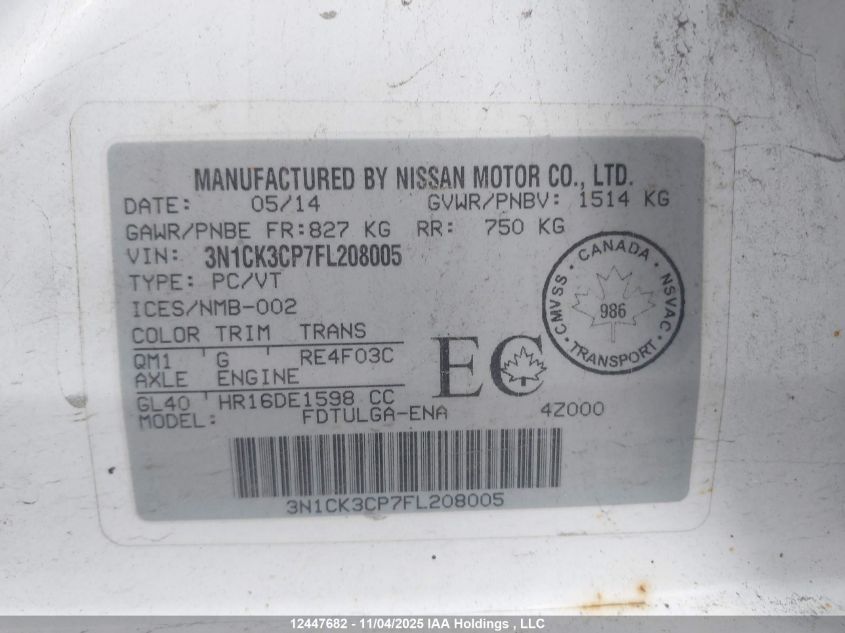 MANUFACTURED BY NISSAN MOTOR CO., LTD.
DATE: 05/14 GVWR/PNBV: 1514 KG
GAWR/PNBE FR:827 KG RR: 750 KG
VIN: 3N1CK3CP7FL208005
TYPE: PC/VT
ICES/NMB-002
COLOR TRIM TRANS
QM1 ' G ' RE4F03C
AXLE ENGINE
GL40 ' HR16DE1598 CC
MODEL: FDTULGA-ENA 4Z000
EC
· CANADA · NSVAC · TRANSPORT · CMVSS
986
3N1CK3CP7FL208005
12447682 - 11/04/2025 IAA Holdings , LLC